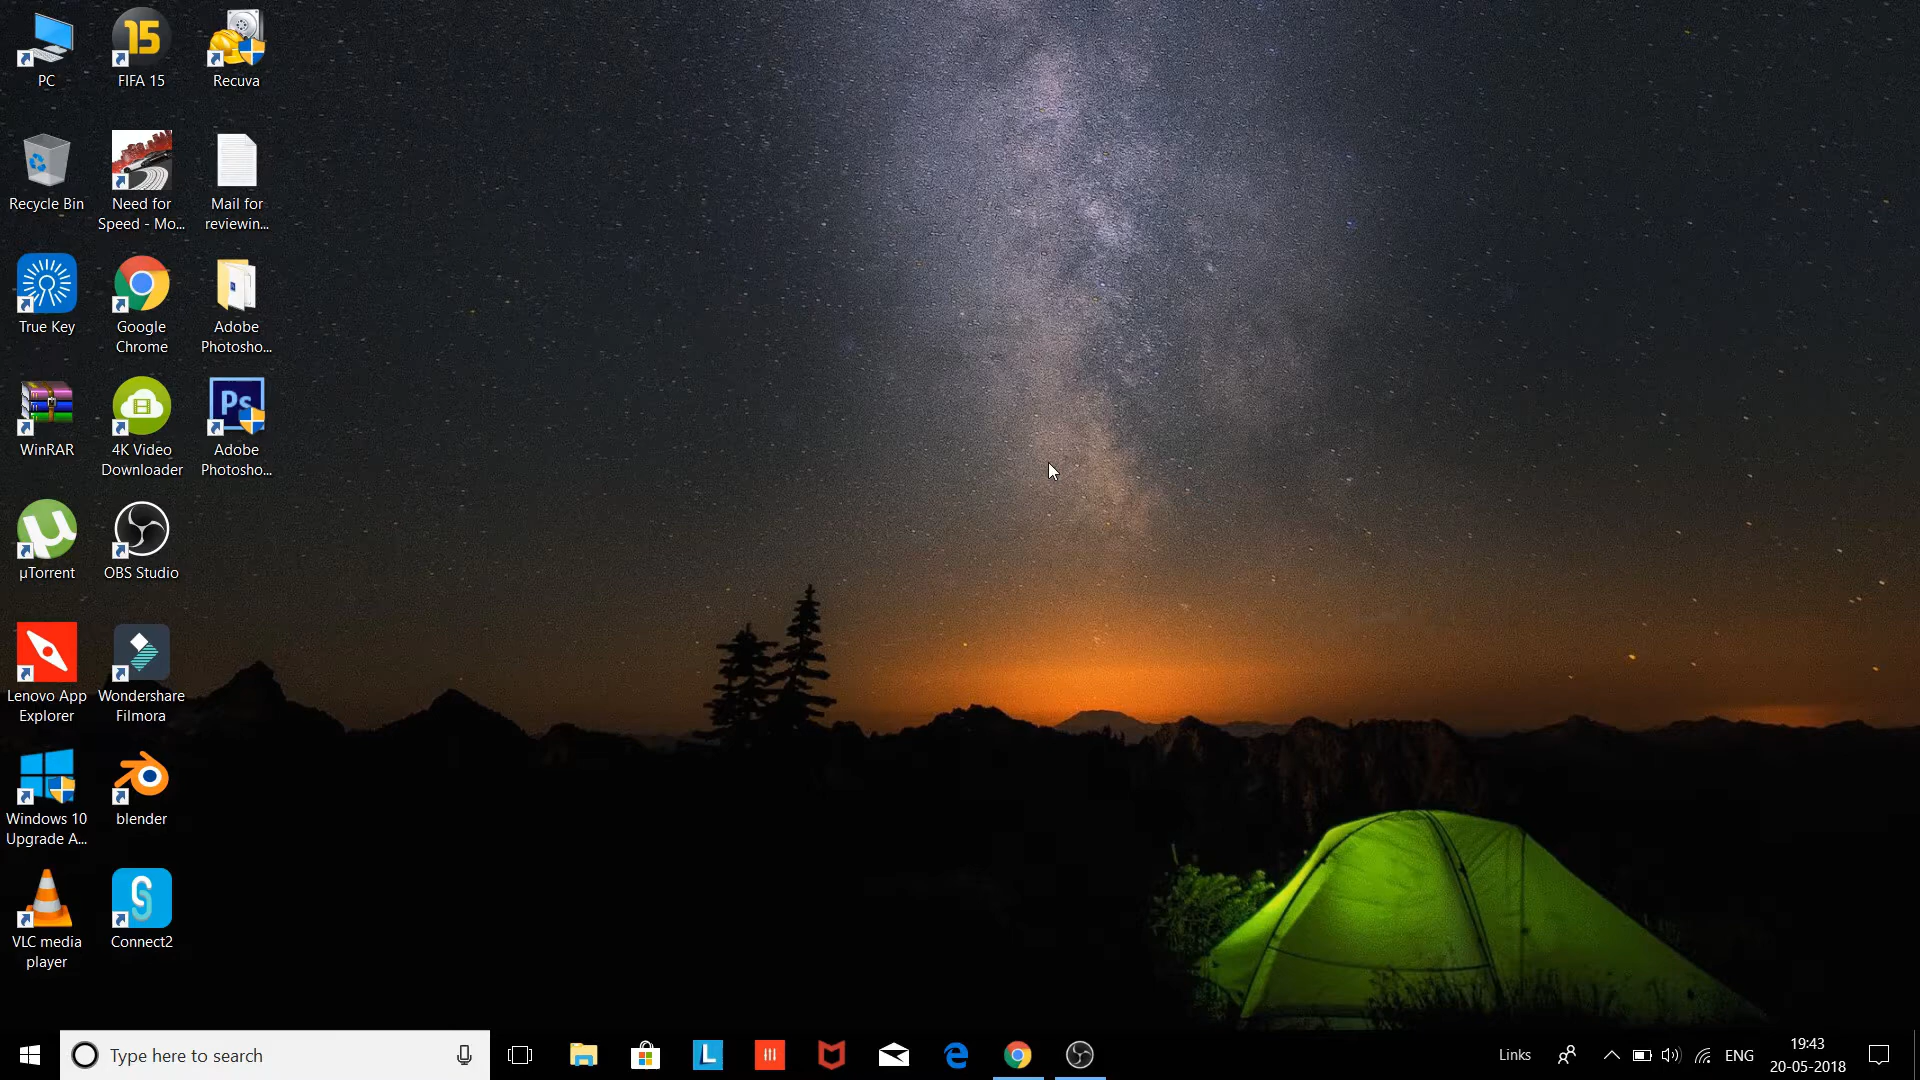 PC
FIFA 15
Recuva
Recycle Bin
Need for
Speed - Mo...
Mail for
reviewin...
True Key
Google
Chrome
Adobe
Photosho...
WinRAR
4K Video
Downloader
Ps
Adobe
Photosho...
µTorrent
OBS Studio
Lenovo App
Explorer
Wondershare
Filmora
Windows 10
Upgrade A...
blender
VLC media
player
Connect2
15
Type here to search
L
Links
ENG
19:43
20-05-2018